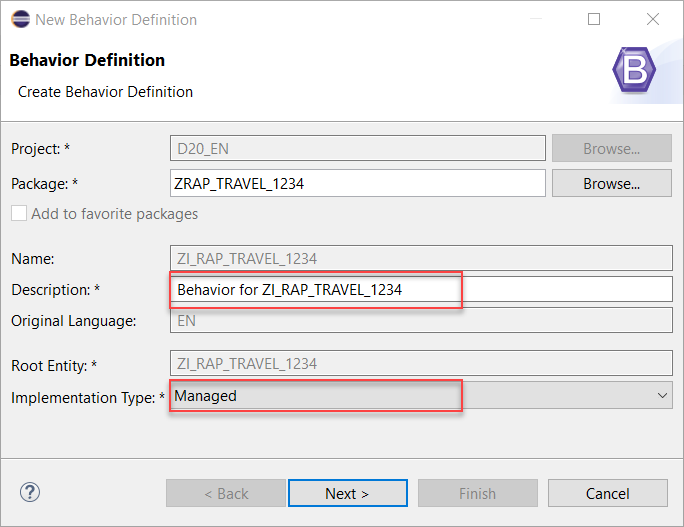 New Behavior Definition
Behavior Definition
B
Create Behavior Definition
Project: * D20_EN Browse...
Package: * ZRAP_TRAVEL_1234 Browse...
Add to favorite packages
Name: ZI_RAP_TRAVEL_1234
Description: * Behavior for ZI_RAP_TRAVEL_1234
Original Language: EN
Root Entity: * ZI_RAP_TRAVEL_1234
Implementation Type: * Managed
? < Back Next > Finish Cancel